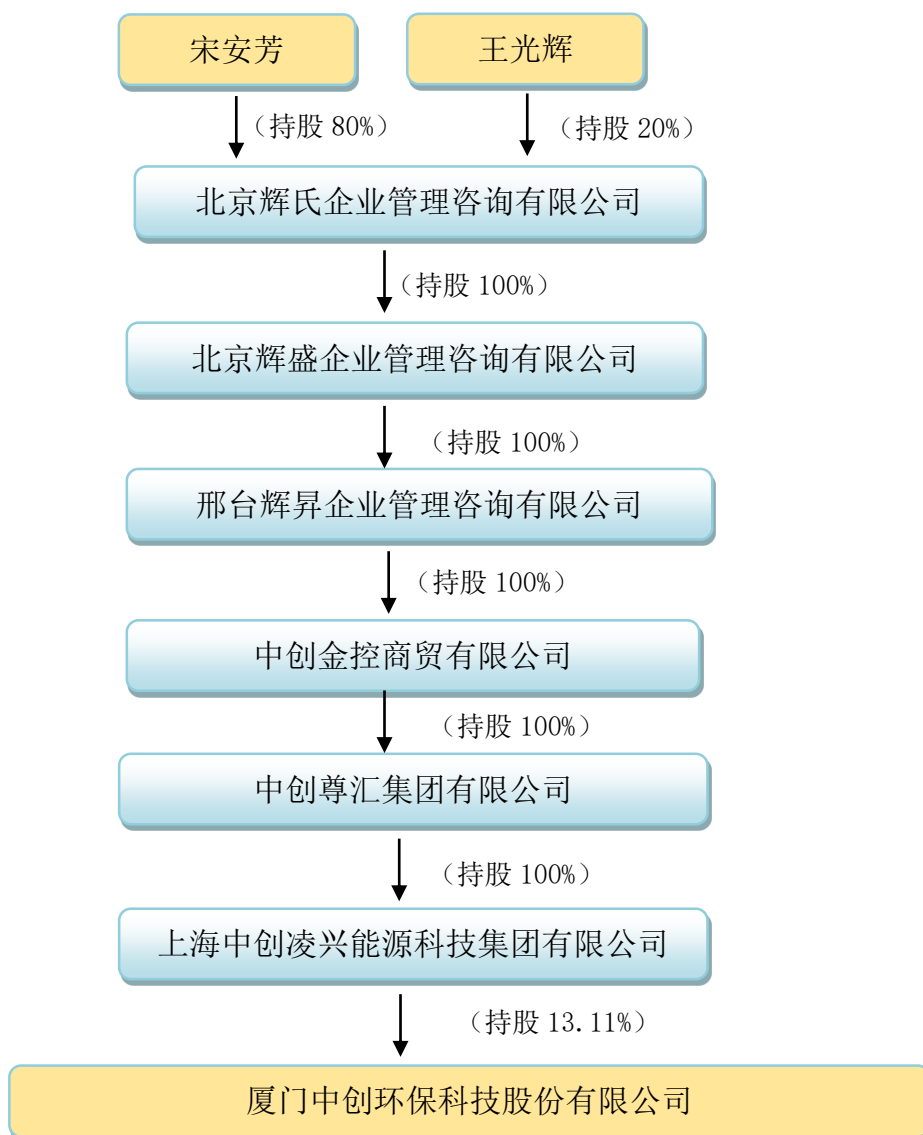 宋安芳
王光辉
（持股 80%）
（持股 20%）
北京辉氏企业管理咨询有限公司
（持股 100%）
北京辉盛企业管理咨询有限公司
（持股 100%）
邢台辉昇企业管理咨询有限公司
（持股 100%）
中创金控商贸有限公司
（持股 100%）
中创尊汇集团有限公司
（持股 100%）
上海中创凌兴能源科技集团有限公司
（持股 13.11%）
厦门中创环保科技股份有限公司